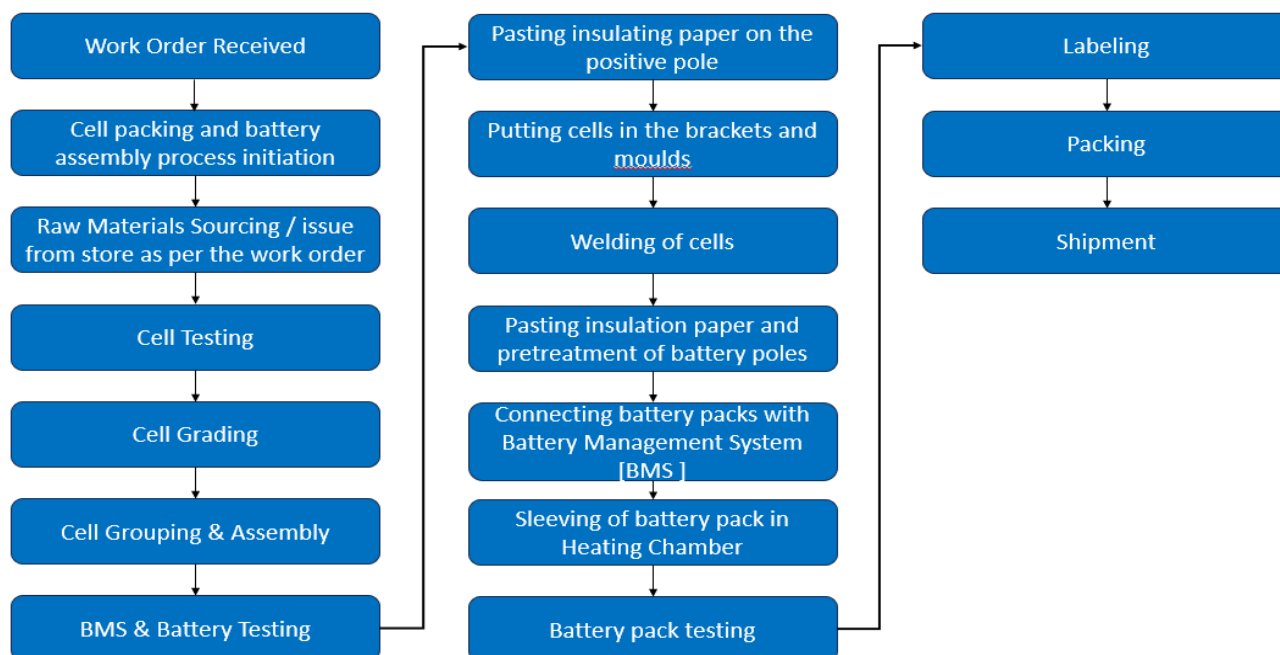 Work Order Received
Cell packing and battery
assembly process initiation
Raw Materials Sourcing / issue
from store as per the work order
Cell Testing
Cell Grading
Cell Grouping & Assembly
BMS & Battery Testing
Pasting insulating paper on the
positive pole
Putting cells in the brackets and
moulds
Welding of cells
Pasting insulation paper and
pretreatment of battery poles
Connecting battery packs with
Battery Management System
[BMS ]
Sleeving of battery pack in
Heating Chamber
Battery pack testing
Labeling
Packing
Shipment